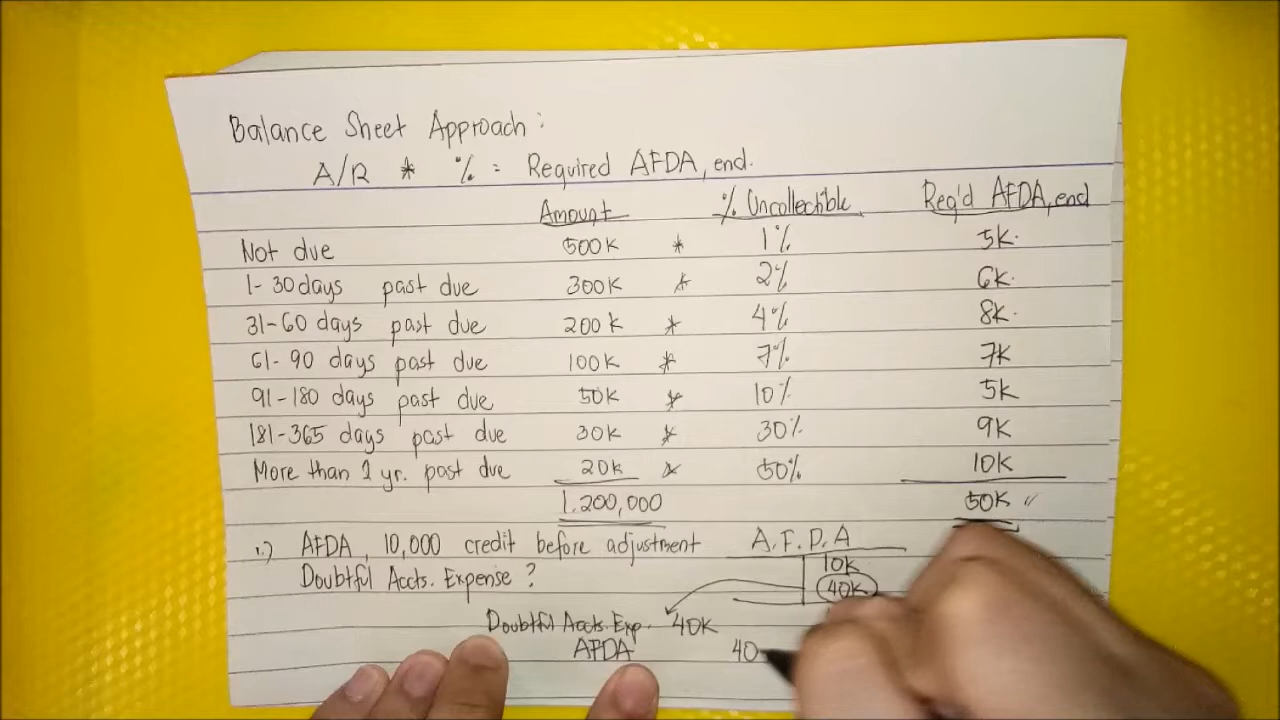 Balance Sheet Approach:
A/R * % = Required AFDA, end.
Amount % Uncollectible Req'd AFDA, end
Not due 500K * 1% 5K.
1-30 days past due 300K * 2% 6K.
31-60 days past due 200K * 4% 8K.
61-90 days past due 100K * 7% 7K
91-180 days past due 50K * 10% 5K
181-365 days past due 30K * 30% 9K
More than 1 yr. past due 20K * 50% 10K
1,200,000 50K
1.) AFDA, 10,000 credit before adjustment A.F.D.A
10K
Doubtful Accts. Expense? 40K
Doubtful Accts. Exp. 40K
AFDA 40